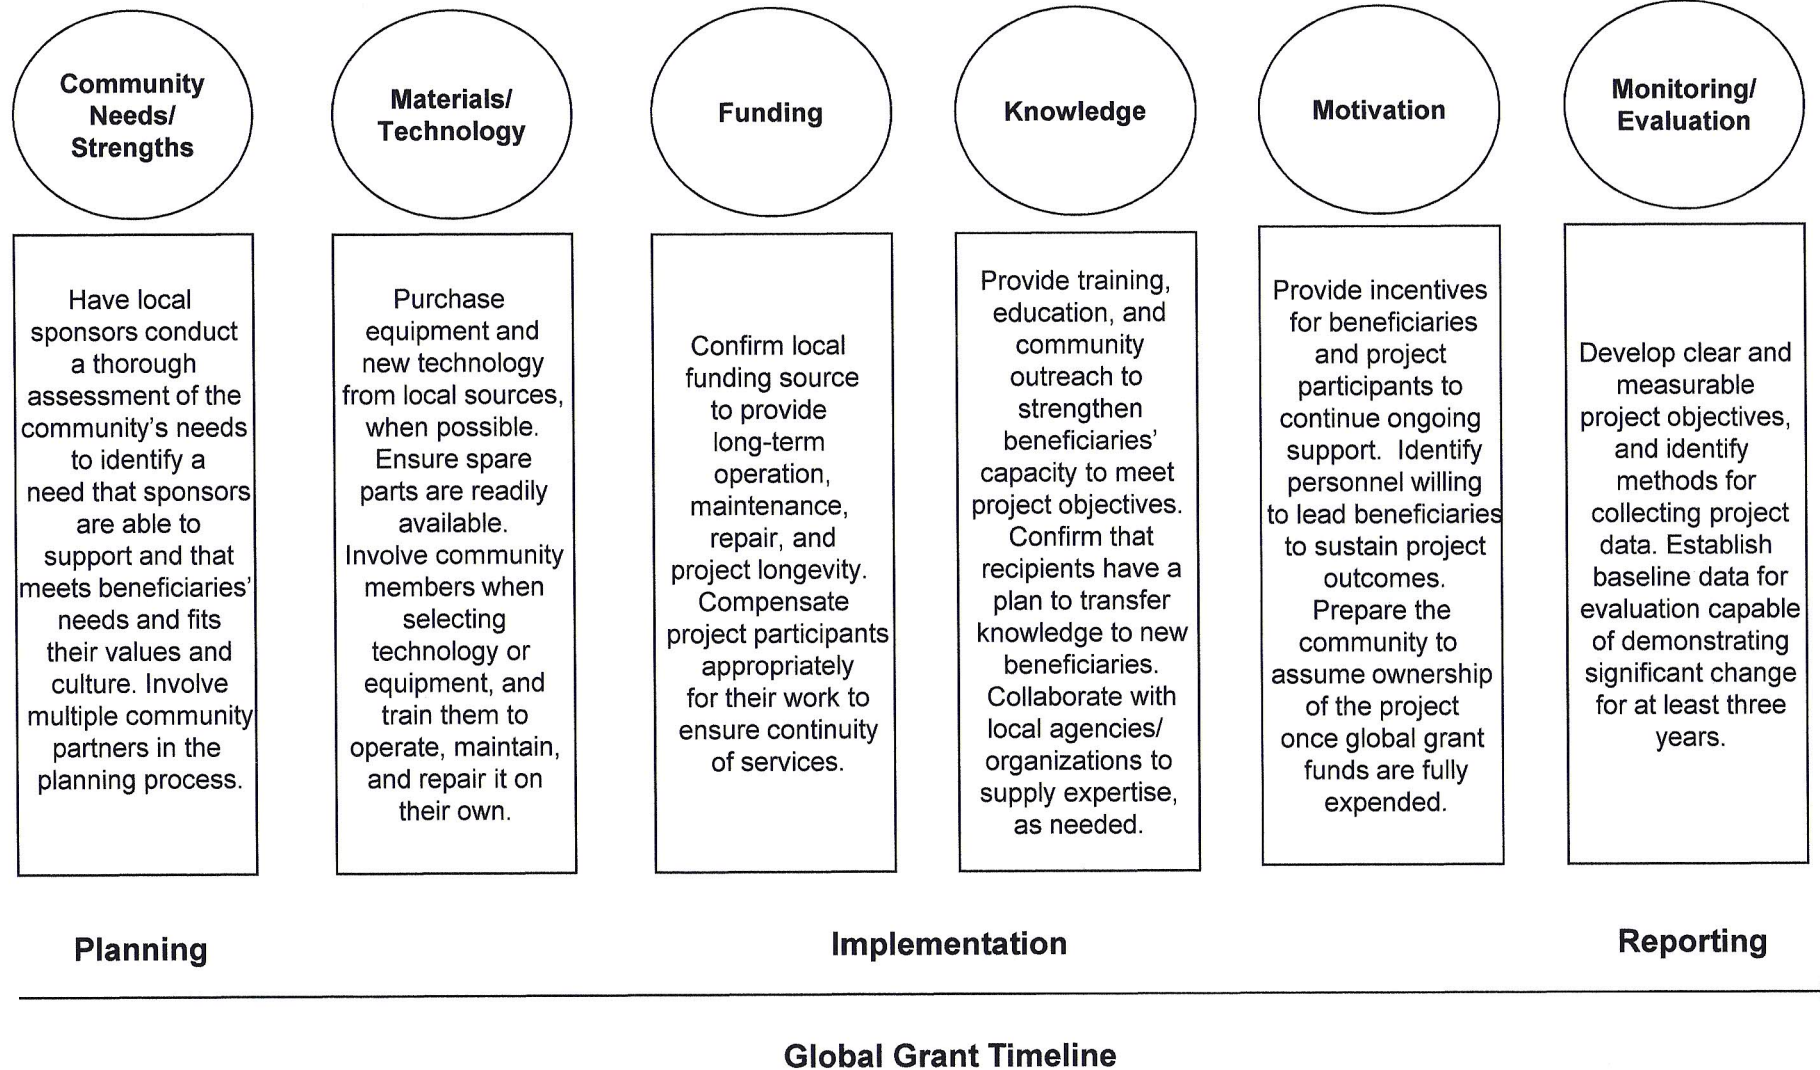 Community
Needs/
Strengths
Have local
sponsors conduct
a thorough
assessment of the
community's needs
to identify a
need that sponsors
are able to
support and that
meets beneficiaries'
needs and fits
their values and
culture. Involve
multiple community
partners in the
planning process.
Materials/
Technology
Purchase
equipment and
new technology
from local sources,
when possible.
Ensure spare
parts are readily
available.
Involve community
members when
selecting
technology or
equipment, and
train them to
operate, maintain,
and repair it on
their own.
Funding
Confirm local
funding source
to provide
long-term
operation,
maintenance,
repair, and
project longevity.
Compensate
project participants
appropriately
for their work to
ensure continuity
of services.
Knowledge
Provide training,
education, and
community
outreach to
strengthen
beneficiaries'
capacity to meet
project objectives.
Confirm that
recipients have a
plan to transfer
knowledge to new
beneficiaries.
Collaborate with
local agencies/
organizations to
supply expertise,
as needed.
Motivation
Provide incentives
for beneficiaries
and project
participants to
continue ongoing
support.  Identify
personnel willing
to lead beneficiaries
to sustain project
outcomes.
Prepare the
community to
assume ownership
of the project
once global grant
funds are fully
expended.
Monitoring/
Evaluation
Develop clear and
measurable
project objectives,
and identify
methods for
collecting project
data. Establish
baseline data for
evaluation capable
of demonstrating
significant change
for at least three
years.
Planning
Implementation
Reporting
Global Grant Timeline